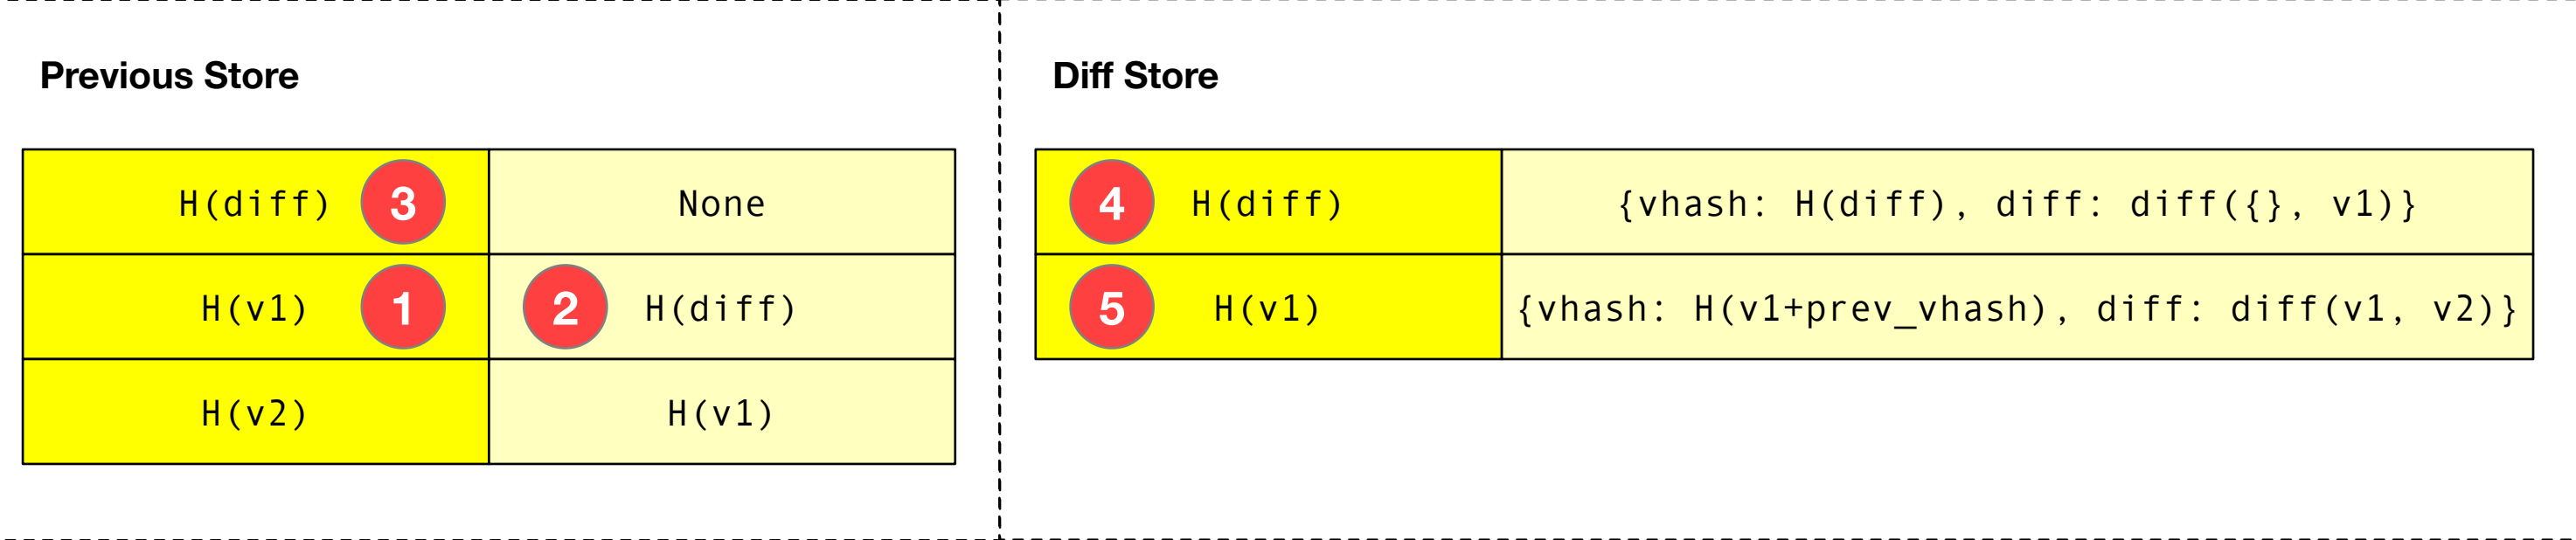 Previous Store
H(diff) 3 None
H(v1) 1 2 H(diff)
H(v2) H(v1)
Diff Store
4 H(diff) {vhash: H(diff), diff: diff({}, v1)}
5 H(v1) {vhash: H(v1+prev_vhash), diff: diff(v1, v2)}